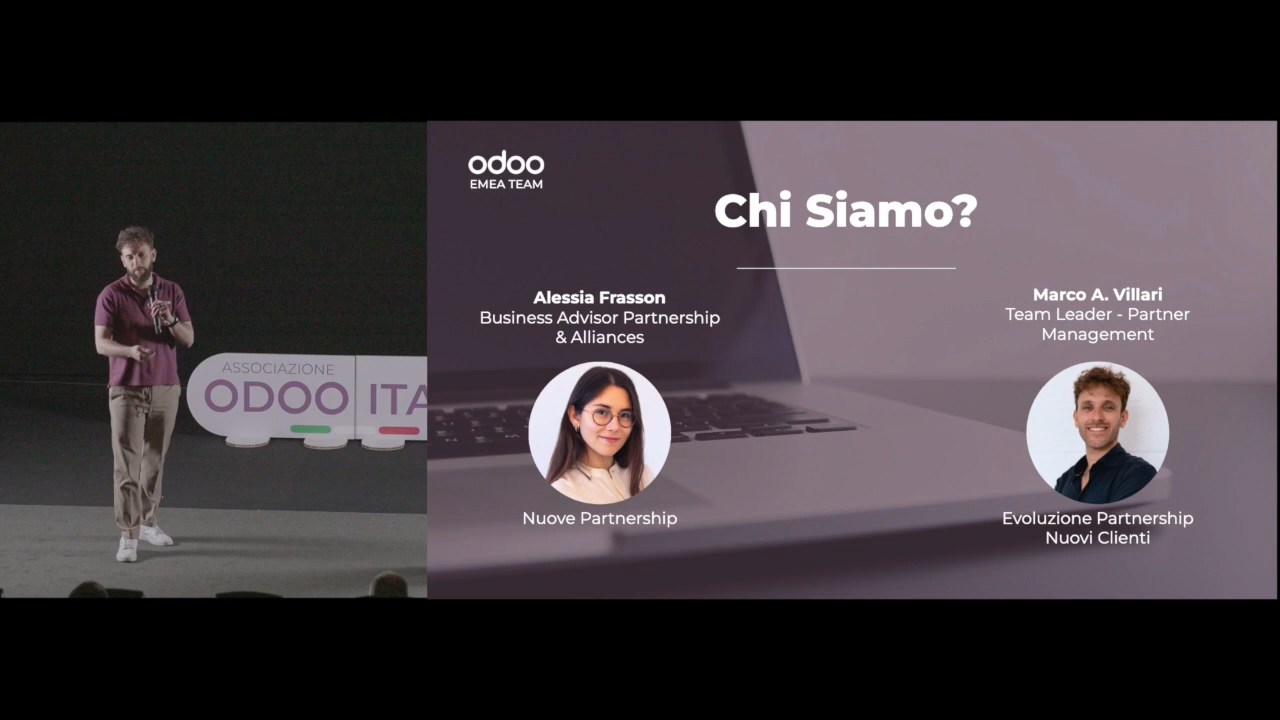 odoo
EMEA TEAM
Chi Siamo?
Alessia Frasson
Business Advisor Partnership
& Alliances
Marco A. Villari
Team Leader - Partner
Management
Nuove Partnership
Evoluzione Partnership
Nuovi Clienti
ASSOCIAZIONE
ODOO ITA